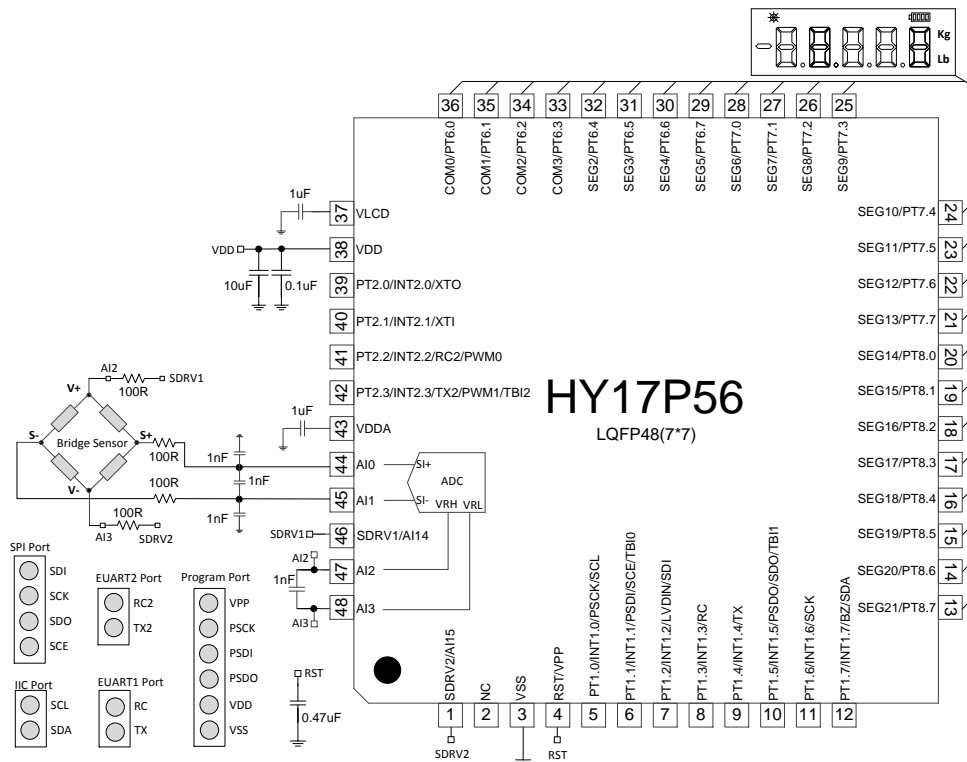 Kg
Lb
36 35 34 33 32 31 30 29 28 27 26 25
COM0/PT6.0
COM1/PT6.1
COM2/PT6.2
COM3/PT6.3
SEG2/PT6.4
SEG3/PT6.5
SEG4/PT6.6
SEG5/PT6.7
SEG6/PT7.0
SEG7/PT7.1
SEG8/PT7.2
SEG9/PT7.3
1uF
37 VLCD
VDD
38 VDD
10uF
0.1uF
39 PT2.0/INT2.0/XTO
40 PT2.1/INT2.1/XTI
41 PT2.2/INT2.2/RC2/PWM0
42 PT2.3/INT2.3/TX2/PWM1/TBI2
1uF
43 VDDA
44 AI0
45 AI1
SDRV1
46 SDRV1/AI14
47 AI2
48 AI3
SI+
ADC
SI-
VRH
VRL
AI2
SDRV1
100R
V+
S-
Bridge Sensor
S+
V-
100R
100R
100R
AI3
SDRV2
1nF
1nF
1nF
AI2
1nF
AI3
HY17P56
LQFP48(7*7)
SEG10/PT7.4 24
SEG11/PT7.5 23
SEG12/PT7.6 22
SEG13/PT7.7 21
SEG14/PT8.0 20
SEG15/PT8.1 19
SEG16/PT8.2 18
SEG17/PT8.3 17
SEG18/PT8.4 16
SEG19/PT8.5 15
SEG20/PT8.6 14
SEG21/PT8.7 13
SPI Port
SDI
SCK
SDO
SCE
EUART2 Port
RC2
TX2
Program Port
VPP
PSCK
PSDI
PSDO
VDD
VSS
IIC Port
SCL
SDA
EUART1 Port
RC
TX
RST
0.47uF
SDRV2/AI15
NC
VSS
RST/VPP
PT1.0/INT1.0/PSCK/SCL
PT1.1/INT1.1/PSDI/SCE/TBI0
PT1.2/INT1.2/LVDIN/SDI
PT1.3/INT1.3/RC
PT1.4/INT1.4/TX
PT1.5/INT1.5/PSDO/SDO/TBI1
PT1.6/INT1.6/SCK
PT1.7/INT1.7/BZ/SDA
1 2 3 4 5 6 7 8 9 10 11 12
SDRV2
RST